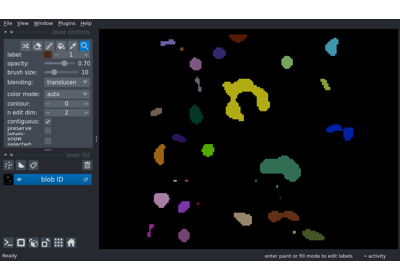 File View Window Plugins Help
layer controls
label: 1
opacity: 0.70
brush size: 10
blending: translucen
color mode: auto
contour: 0
n edit dim: 2
contiguous: ✓
preserve
labels:
show
selected:
layer list
blob ID
Ready enter paint or fill mode to edit labels activity